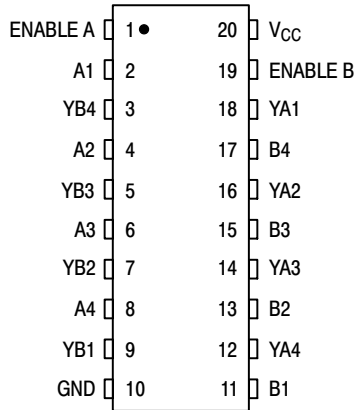 ENABLE A 1 20 VCC
A1 2 19 ENABLE B
YB4 3 18 YA1
A2 4 17 B4
YB3 5 16 YA2
A3 6 15 B3
YB2 7 14 YA3
A4 8 13 B2
YB1 9 12 YA4
GND 10 11 B1